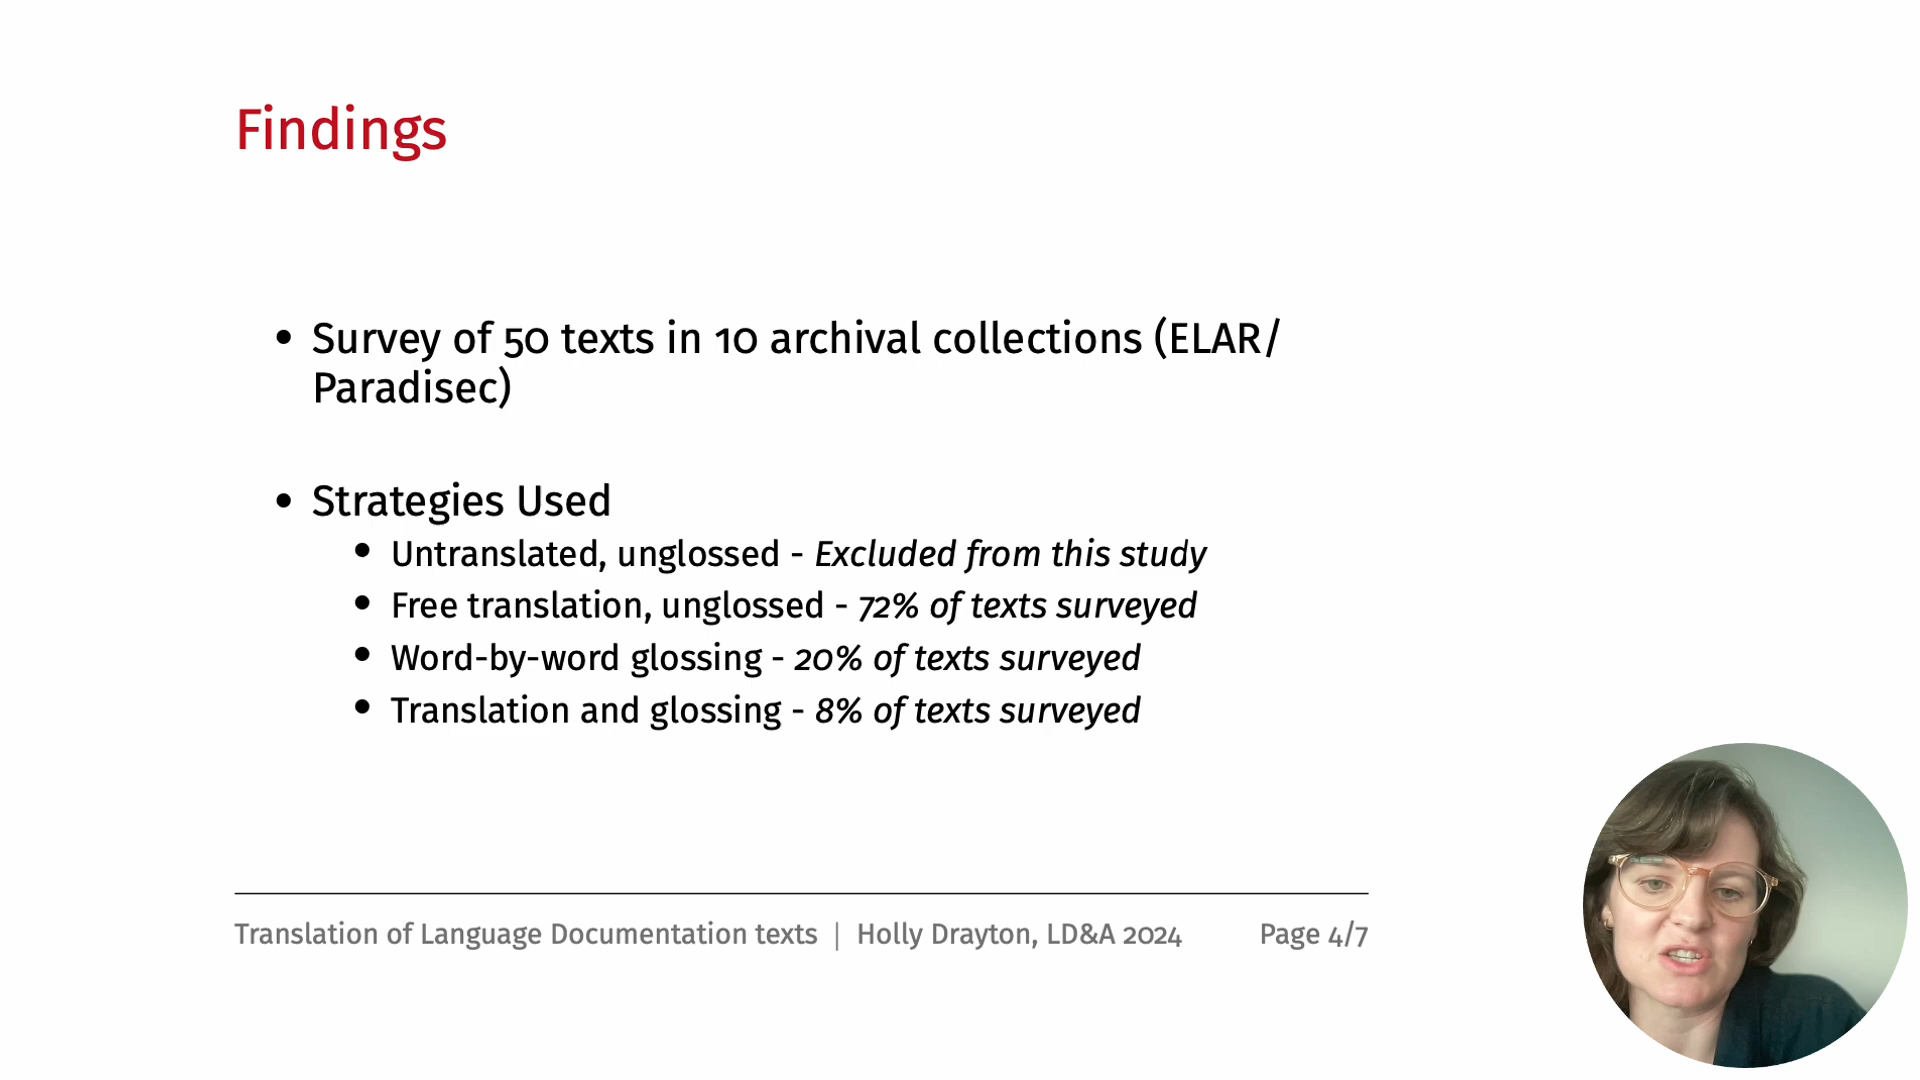 Findings
• Survey of 50 texts in 10 archival collections (ELAR/
Paradisec)
• Strategies Used
• Untranslated, unglossed - Excluded from this study
• Free translation, unglossed - 72% of texts surveyed
• Word-by-word glossing - 20% of texts surveyed
• Translation and glossing - 8% of texts surveyed
Translation of Language Documentation texts | Holly Drayton, LD&A 2024 Page 4/7